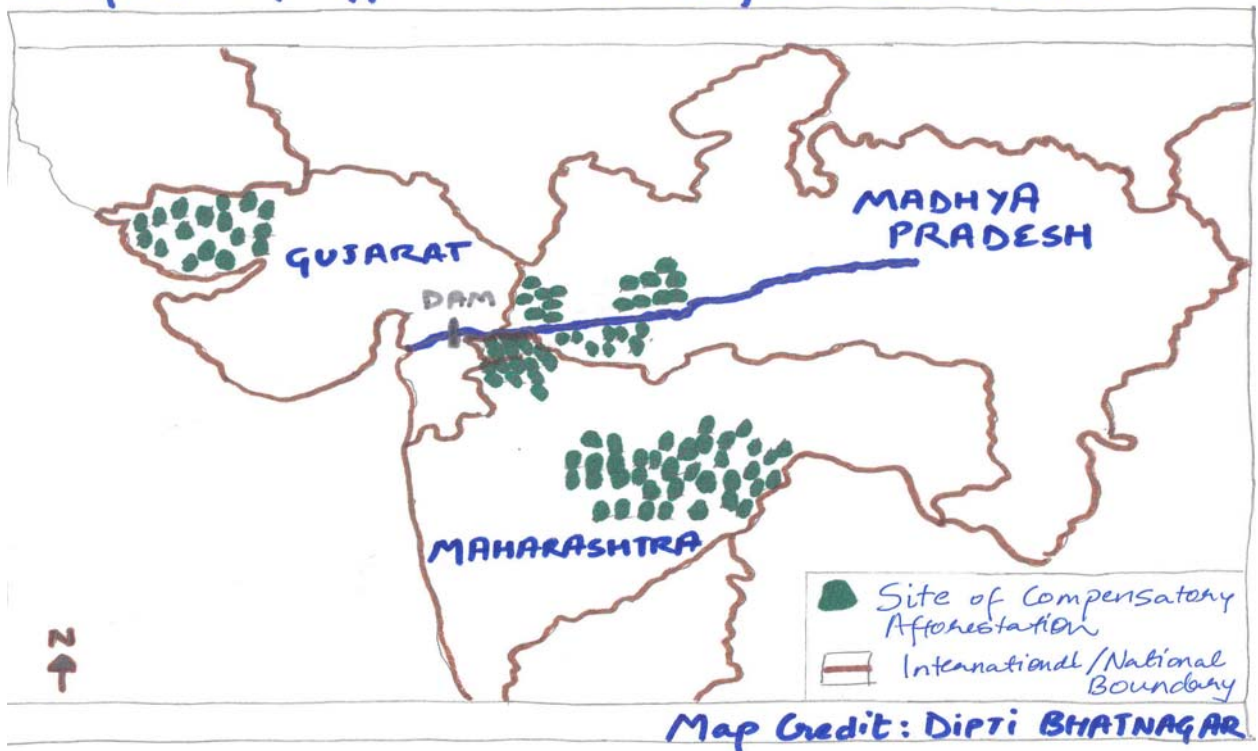 MADHYA
PRADESH
GUJARAT
DAM
MAHARASHTRA
Site of Compensatory
Afforestation
International/National
Boundary
N
Map Credit: DIPTI BHATNAGAR